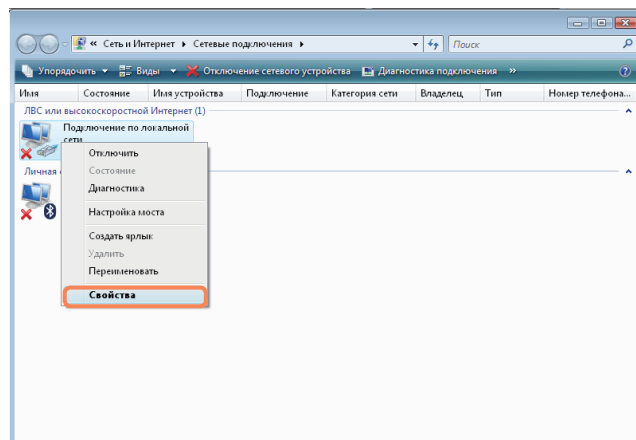 « Сеть и Интернет ▸ Сетевые подключения ▸ Поиск
Упорядочить Виды Отключение сетевого устройства Диагностика подключения »
Имя Состояние Имя устройства Подключение Категория сети Владелец Тип Номер телефона...
ЛВС или высокоскоростной Интернет (1)
Подключение по локальной
сети
Отключить
Состояние
Личная
Диагностика
Настройка моста
Создать ярлык
Удалить
Переименовать
Свойства